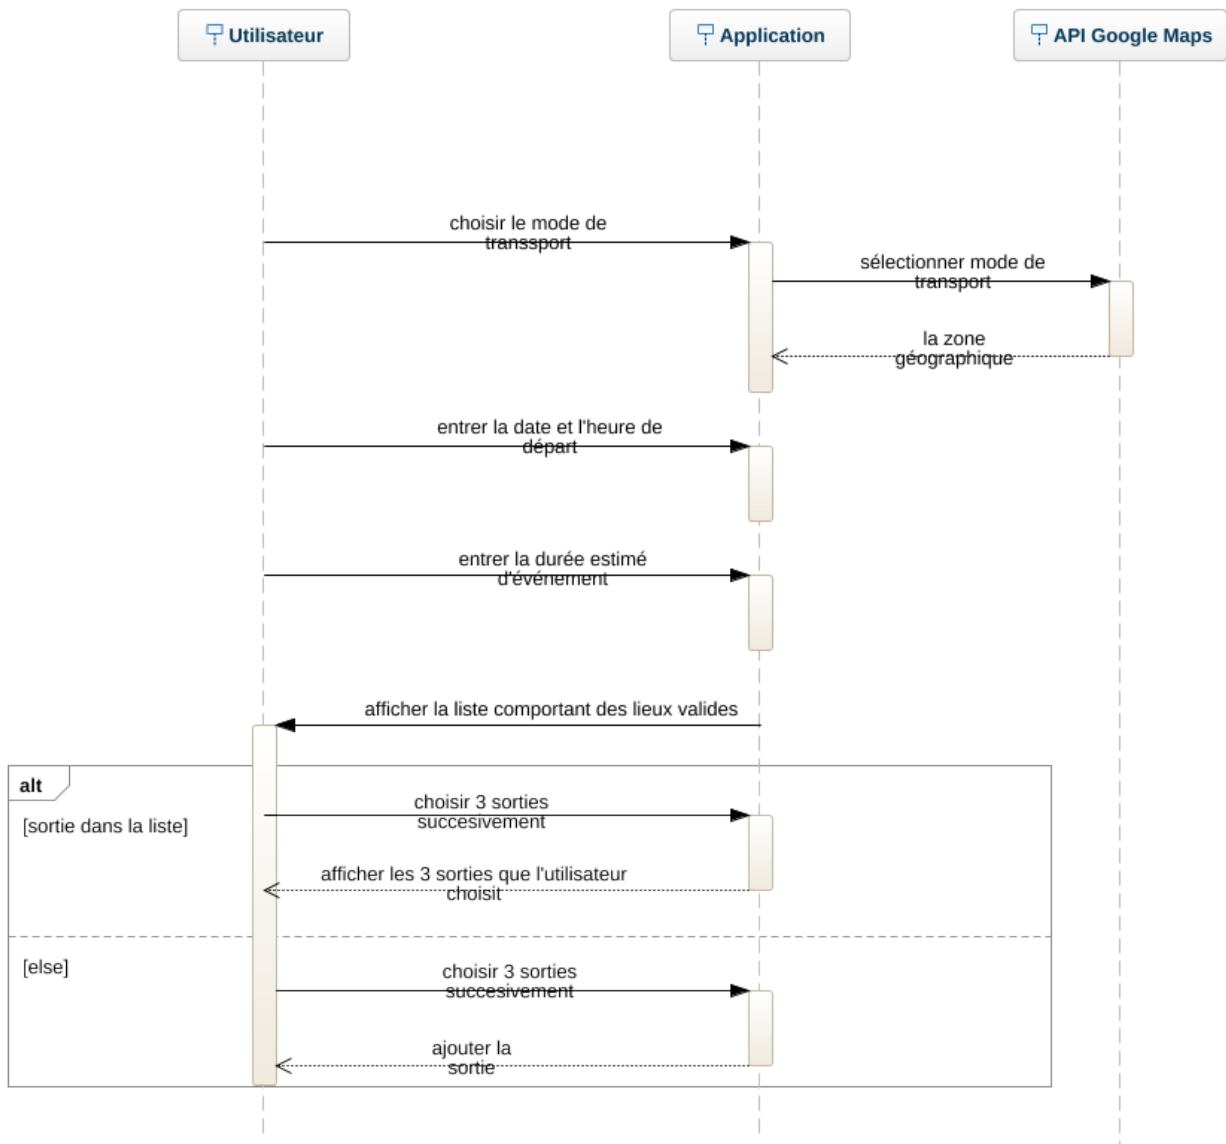 Utilisateur
Application
API Google Maps
choisir le mode de
transsport
sélectionner mode de
transport
la zone
géographique
entrer la date et l'heure de
départ
entrer la durée estimé
d'événement
afficher la liste comportant des lieux valides
alt
choisir 3 sorties
succesivement
[sortie dans la liste]
afficher les 3 sorties que l'utilisateur
choisit
[else]
choisir 3 sorties
succesivement
ajouter la
sortie